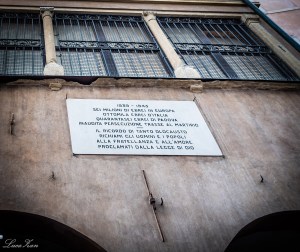 1938 - 1945
SEI MILIONI DI EBREI IN EUROPA
OTTOMILA EBREI D'ITALIA
QUARANTASEI EBREI DI PADOVA
MALVAGIA PERSECUZIONE TRASSE AL MARTIRIO
IL RICORDO DI TANTO OLOCAUSTO
RICHIAMI GLI UOMINI E I POPOLI
ALLA FRATELLANZA E ALL'AMORE
PROCLAMATI DALLA LEGGE DI DIO